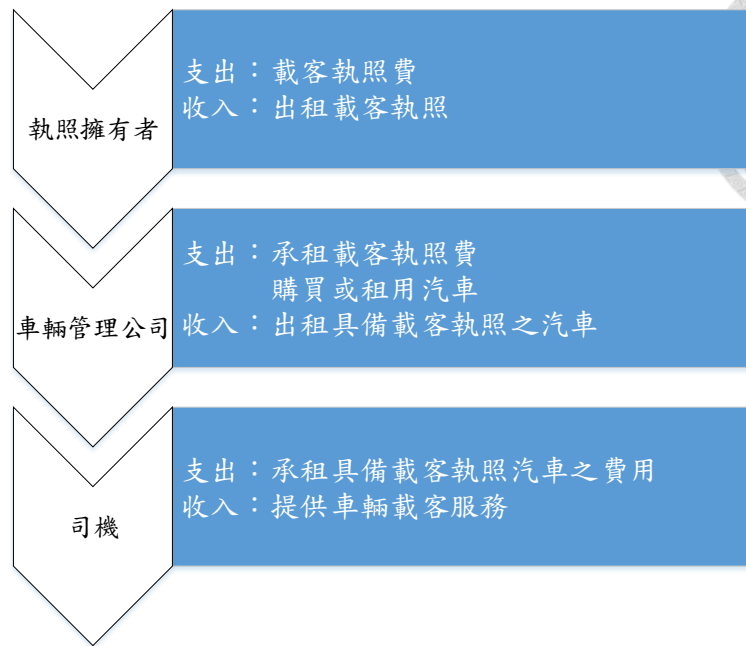 執照擁有者
支出：載客執照費
收入：出租載客執照
車輛管理公司
支出：承租載客執照費
購買或租用汽車
收入：出租具備載客執照之汽車
司機
支出：承租具備載客執照汽車之費用
收入：提供車輛載客服務